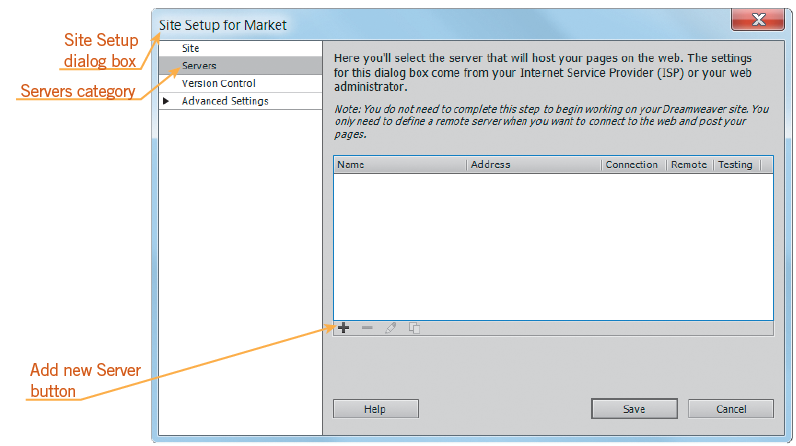 Site Setup for Market
Site Setup
dialog box
Servers category
Site
Servers
Version Control
Advanced Settings
Here you'll select the server that will host your pages on the web. The settings
for this dialog box come from your Internet Service Provider (ISP) or your web
administrator.
Note: You do not need to complete this step to begin working on your Dreamweaver site. You
only need to define a remote server when you want to connect to the web and post your
pages.
Name Address Connection Remote Testing
Add new Server
button
Help Save Cancel